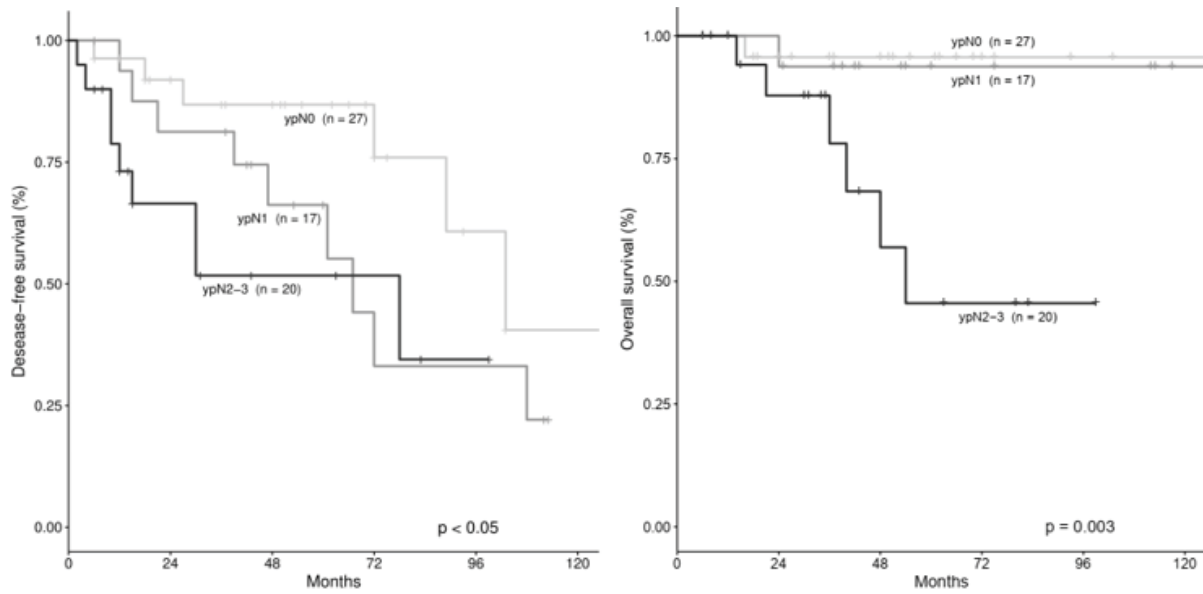 Desease-free survival (%)
1.00
0.75
0.50
0.25
0.00
ypN0 (n = 27)
ypN1 (n = 17)
ypN2-3 (n = 20)
p < 0.05
0 24 48 72 96 120
Months
Overall survival (%)
1.00
0.75
0.50
0.25
0.00
ypN0 (n = 27)
ypN1 (n = 17)
ypN2-3 (n = 20)
p = 0.003
0 24 48 72 96 120
Months